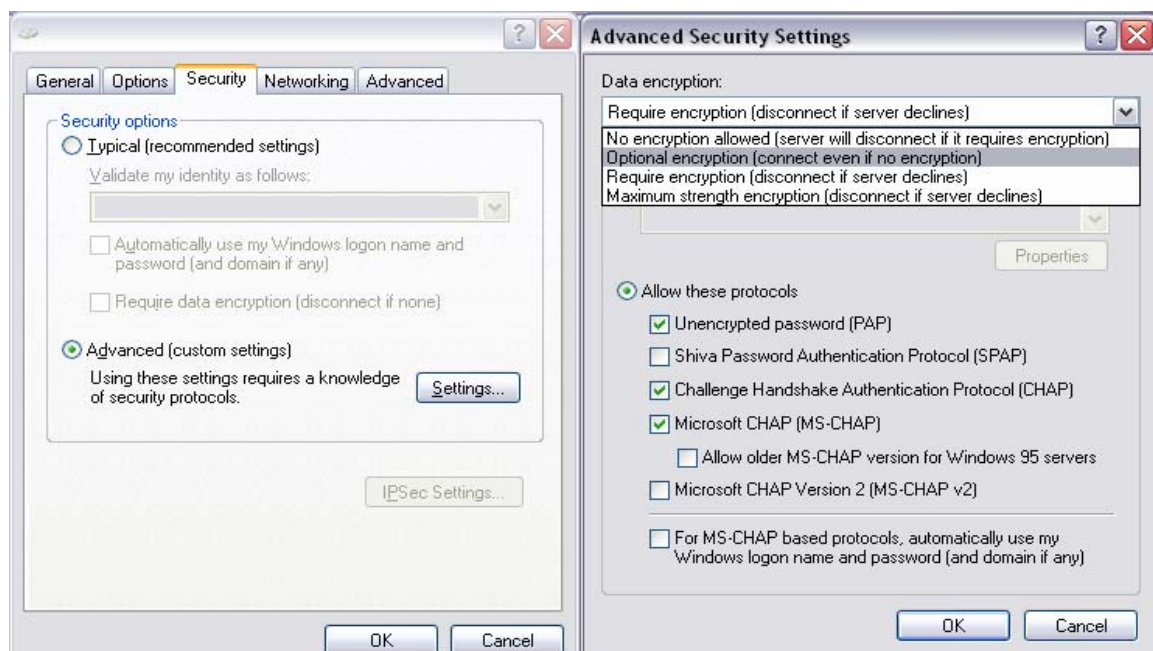 General
Options
Security
Networking
Advanced
Security options
Typical (recommended settings)
Validate my identity as follows:
Automatically use my Windows logon name and
password (and domain if any)
Require data encryption (disconnect if none)
Advanced (custom settings)
Using these settings requires a knowledge
of security protocols.
Settings...
IPSec Settings...
OK
Cancel
Advanced Security Settings
Data encryption:
Require encryption (disconnect if server declines)
No encryption allowed (server will disconnect if it requires encryption)
Optional encryption (connect even if no encryption)
Require encryption (disconnect if server declines)
Maximum strength encryption (disconnect if server declines)
Properties
Allow these protocols
Unencrypted password (PAP)
Shiva Password Authentication Protocol (SPAP)
Challenge Handshake Authentication Protocol (CHAP)
Microsoft CHAP (MS-CHAP)
Allow older MS-CHAP version for Windows 95 servers
Microsoft CHAP Version 2 (MS-CHAP v2)
For MS-CHAP based protocols, automatically use my
Windows logon name and password (and domain if any)
OK
Cancel